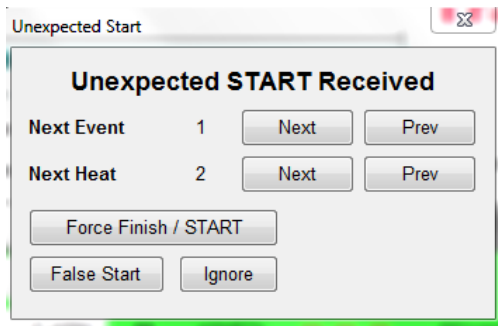 Unexpected Start
Unexpected START Received
Next Event 1 Next Prev
Next Heat 2 Next Prev
Force Finish / START
False Start Ignore